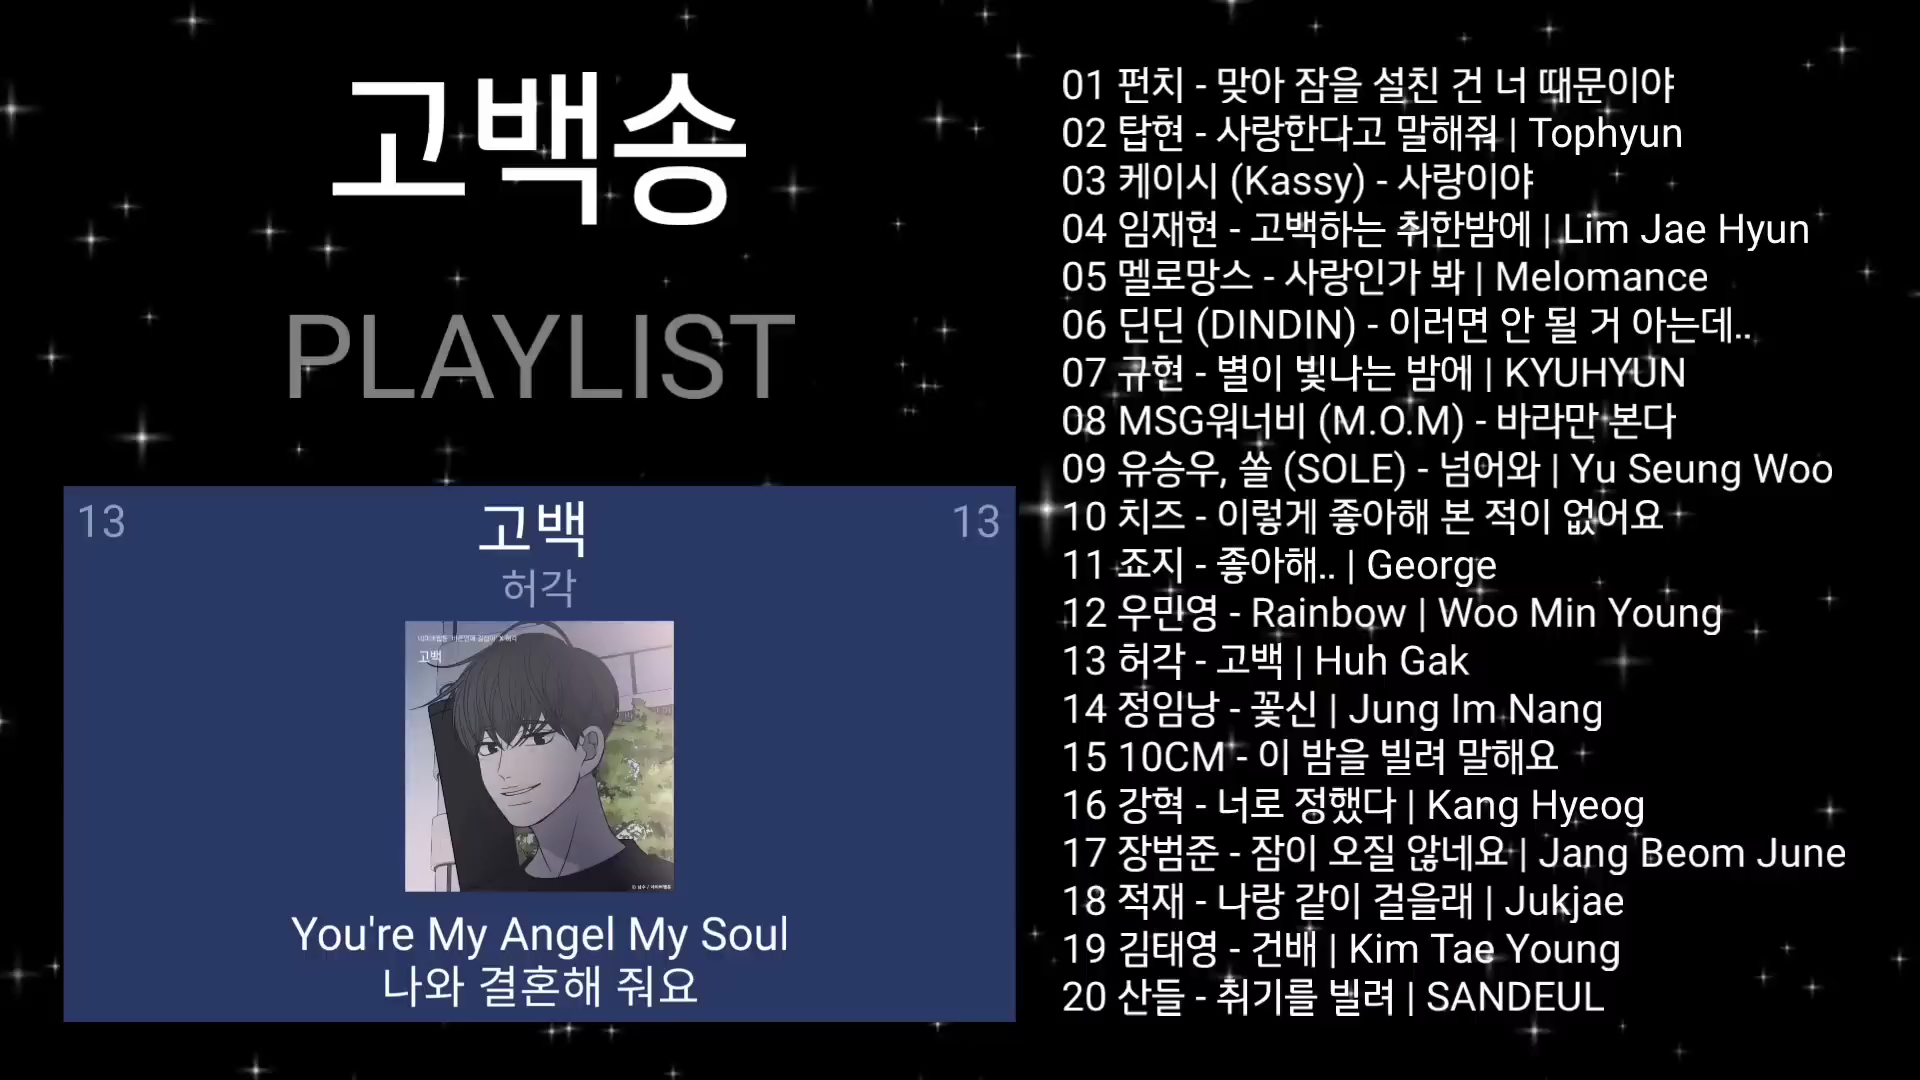 고백송
PLAYLIST
13
고백
13
허각
고백
You're My Angel My Soul
나와 결혼해 줘요
01 펀치 - 맞아 잠을 설친 건 너 때문이야
02 탑현 - 사랑한다고 말해줘 | Tophyun
03 케이시 (Kassy) - 사랑이야
04 임재현 - 고백하는 취한밤에 | Lim Jae Hyun
05 멜로망스 - 사랑인가 봐 | Melomance
06 딘딘 (DINDIN) - 이러면 안 될 거 아는데..
07 규현 - 별이 빛나는 밤에 | KYUHYUN
08 MSG워너비 (M.O.M) - 바라만 본다
09 유승우, 쏠 (SOLE) - 넘어와 | Yu Seung Woo
10 치즈 - 이렇게 좋아해 본 적이 없어요
11 죠지 - 좋아해.. | George
12 우민영 - Rainbow | Woo Min Young
13 허각 - 고백 | Huh Gak
14 정임낭 - 꽃신 | Jung Im Nang
15 10CM - 이 밤을 빌려 말해요
16 강혁 - 너로 정했다 | Kang Hyeog
17 장범준 - 잠이 오질 않네요 | Jang Beom June
18 적재 - 나랑 같이 걸을래 | Jukjae
19 김태영 - 건배 | Kim Tae Young
20 산들 - 취기를 빌려 | SANDEUL